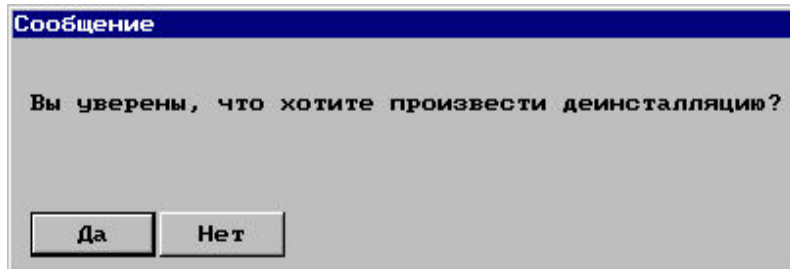 Сообщение
Вы уверены, что хотите произвести деинсталляцию?
Да Нет